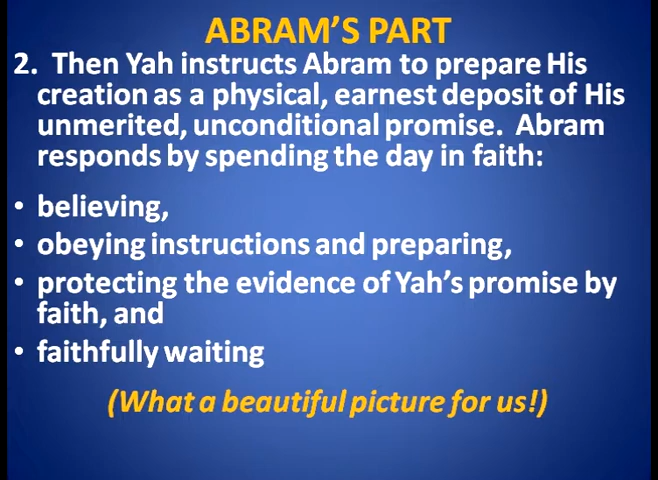 ABRAM'S PART
2. Then Yah instructs Abram to prepare His
creation as a physical, earnest deposit of His
unmerited, unconditional promise. Abram
responds by spending the day in faith:
• believing,
• obeying instructions and preparing,
• protecting the evidence of Yah's promise by
faith, and
• faithfully waiting
(What a beautiful picture for us!)